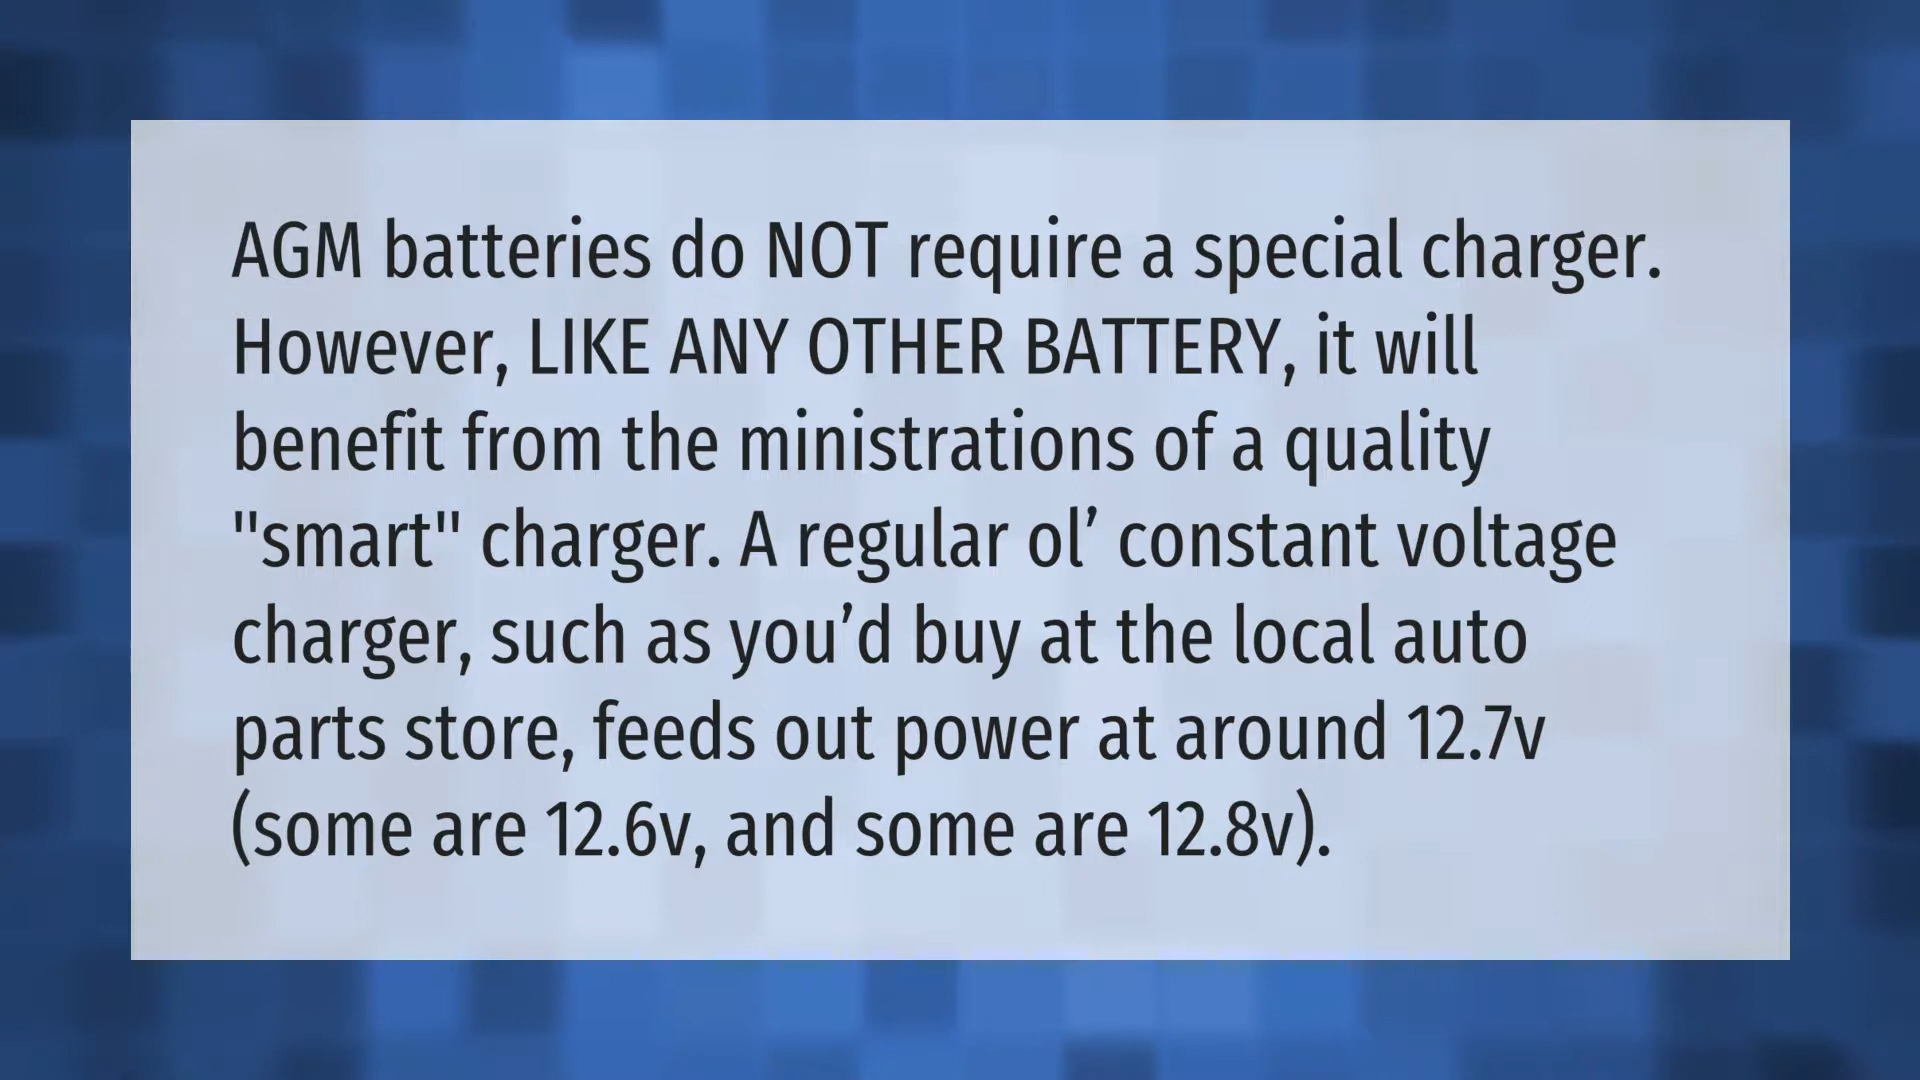 AGM batteries do NOT require a special charger.
However, LIKE ANY OTHER BATTERY, it will
benefit from the ministrations of a quality
"smart" charger. A regular ol’ constant voltage
charger, such as you’d buy at the local auto
parts store, feeds out power at around 12.7v
(some are 12.6v, and some are 12.8v).